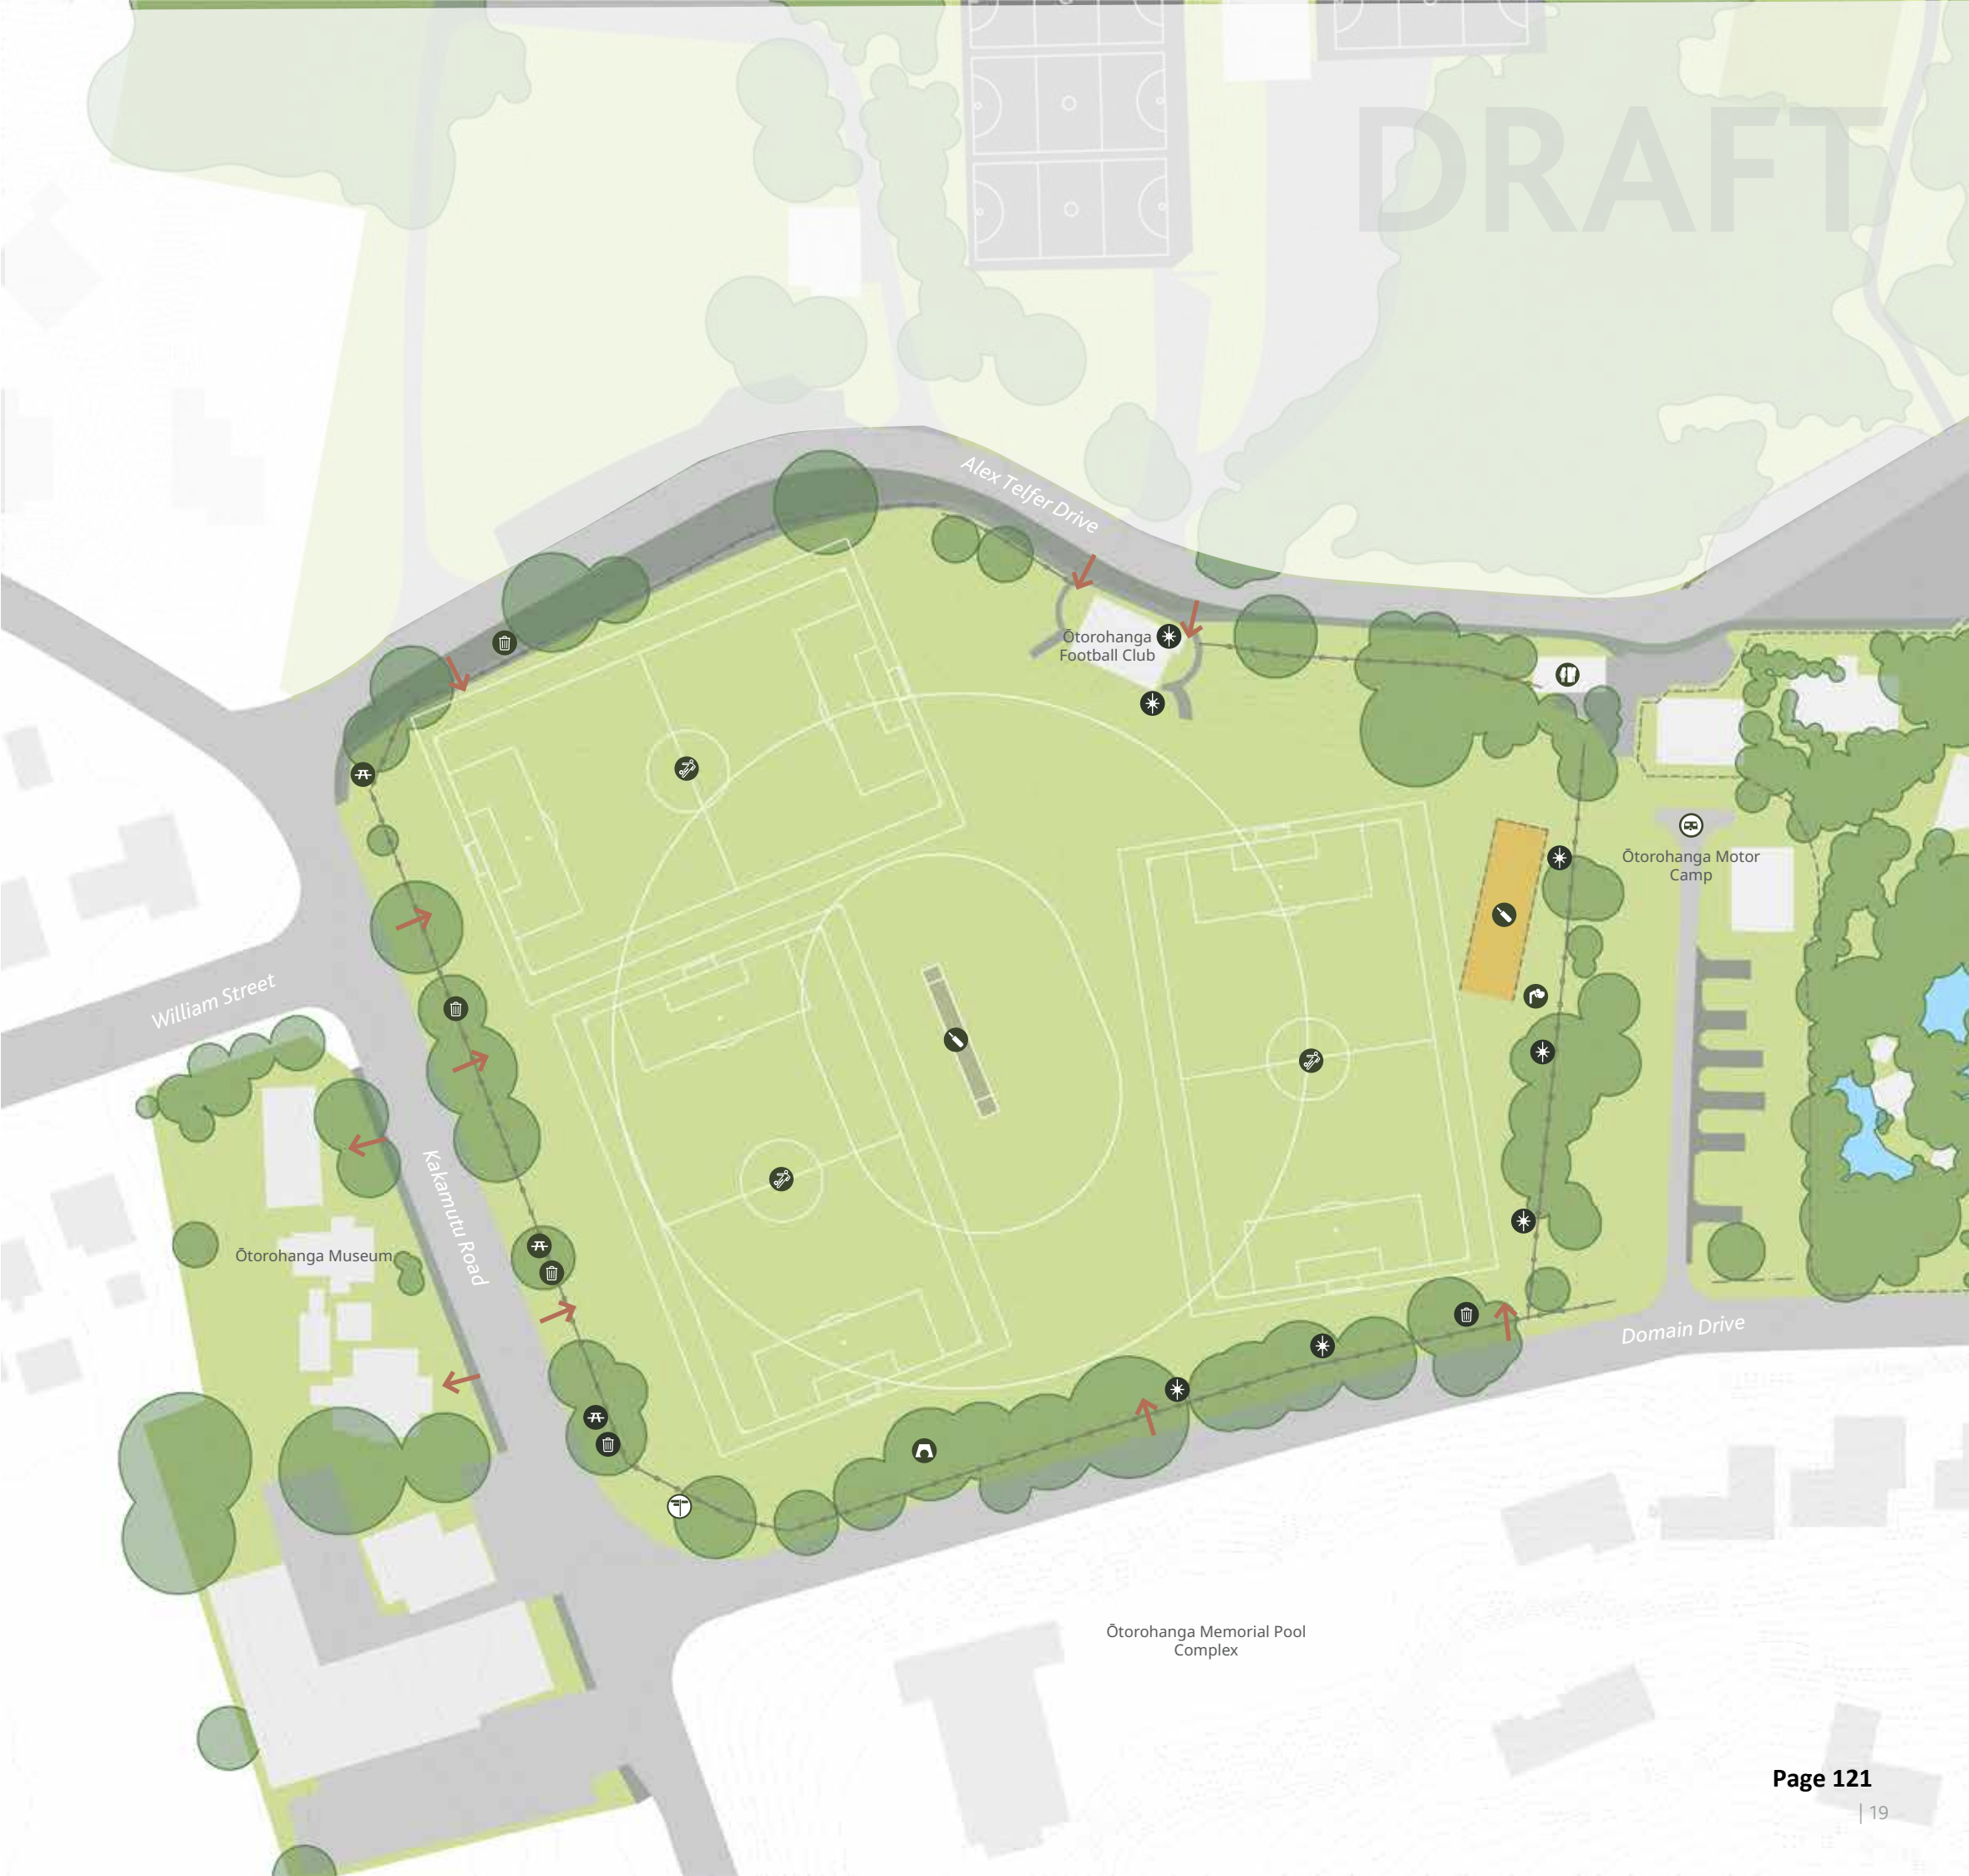 DRAFT
Alex Telfer Drive
Ōtorohanga
Football Club
Ōtorohanga Motor
Camp
William Street
Kakamutu Road
Ōtorohanga Museum
Domain Drive
Ōtorohanga Memorial Pool
Complex
Page 121
| 19